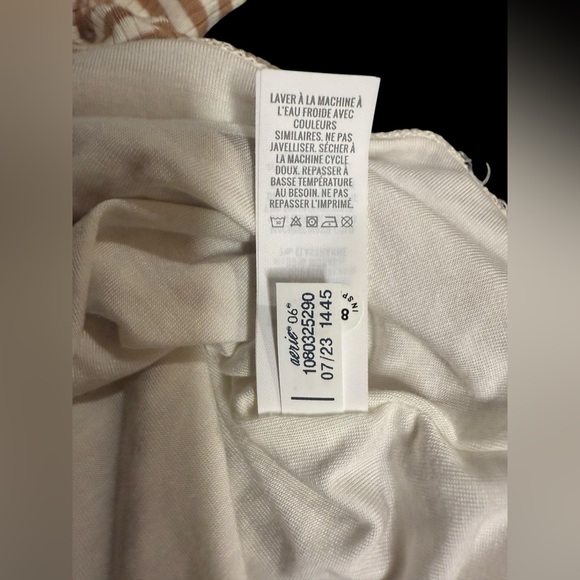 LAVER À LA MACHINE À
L'EAU FROIDE AVEC
COULEURS
SIMILAIRES. NE PAS
JAVELLISER. SÉCHER À
LA MACHINE CYCLE
DOUX. REPASSER À
BASSE TEMPÉRATURE
AU BESOIN. NE PAS
REPASSER L'IMPRIMÉ.
aerie® 06®
1080325290
07/23 1445
INSP
8